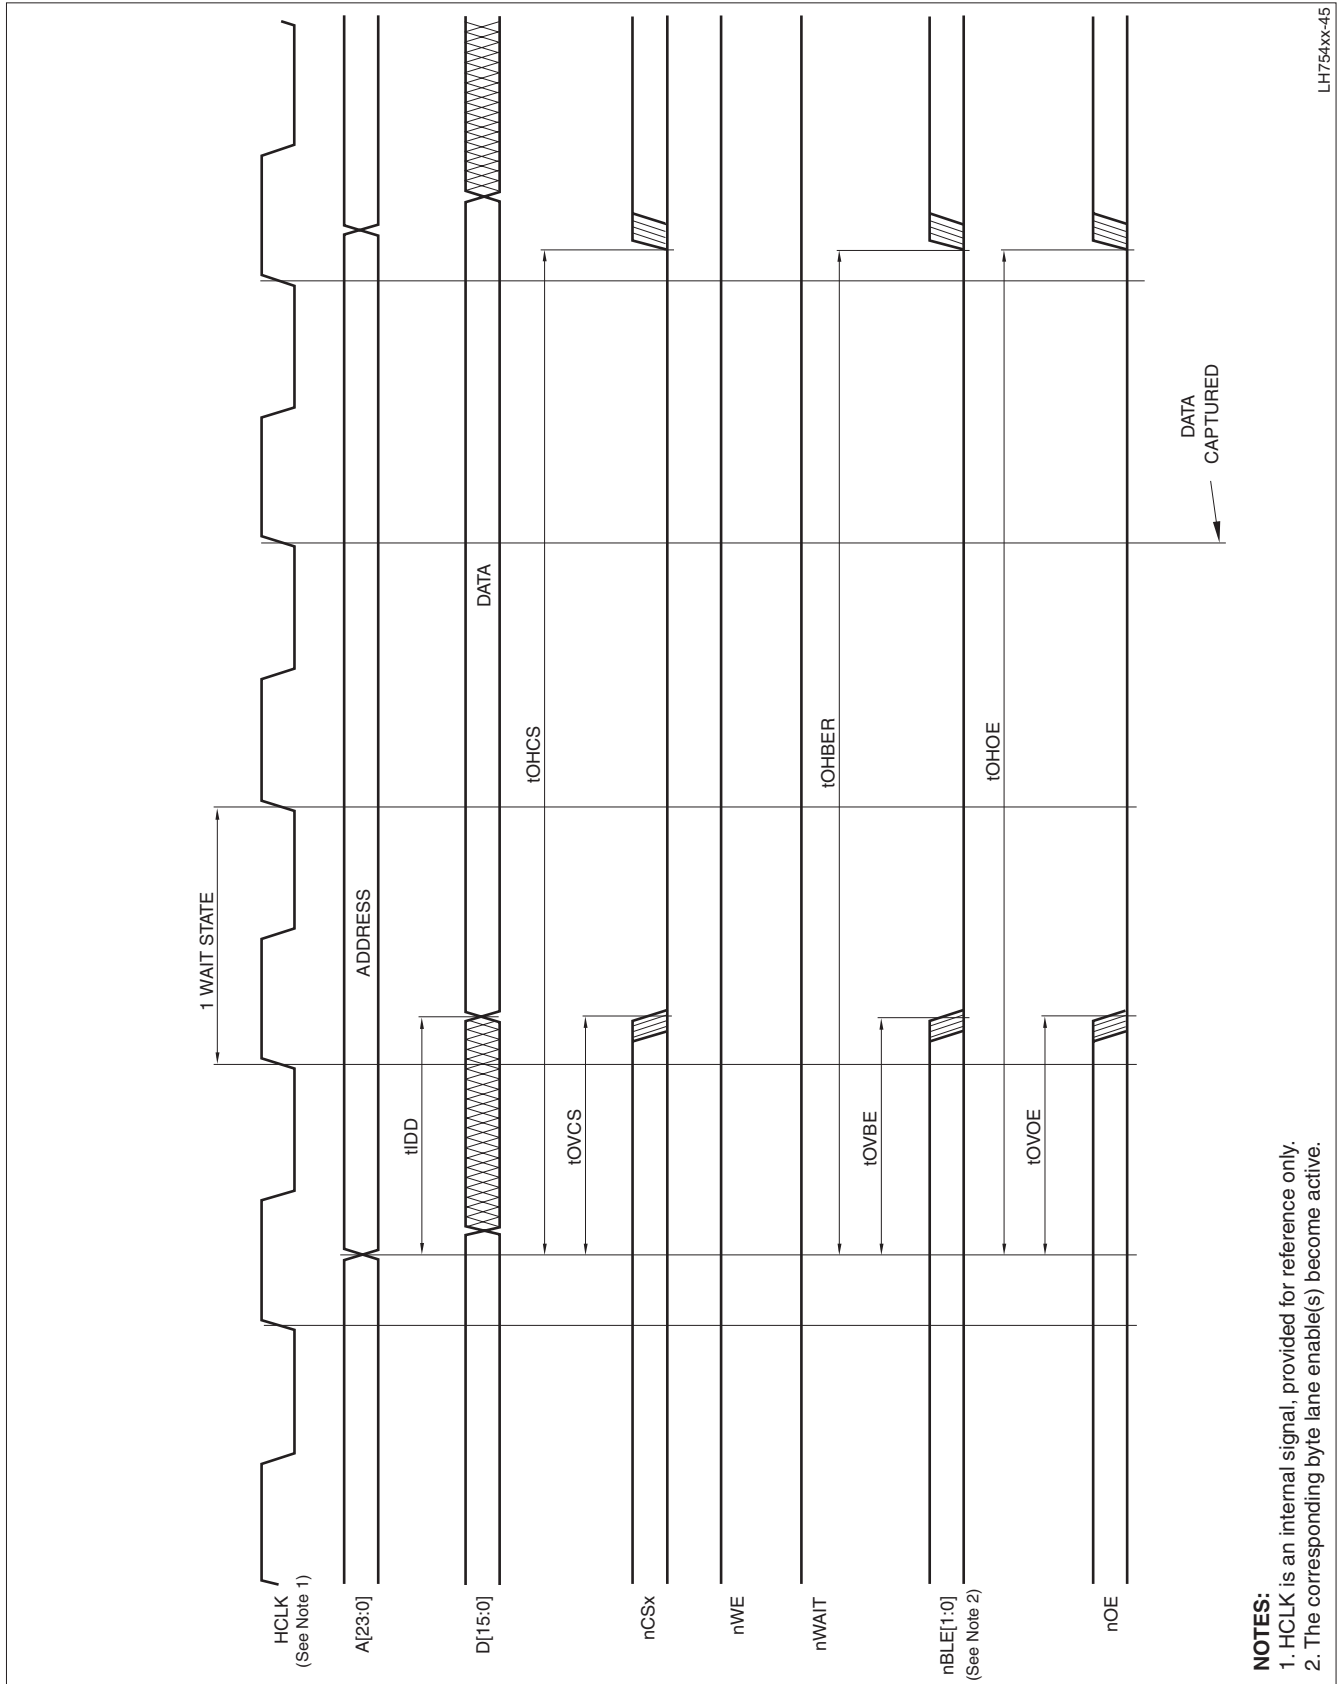 1 WAIT STATE
HCLK
(See Note 1)
A[23:0]
ADDRESS
tIDD
D[15:0]
DATA
tOHCS
tOVCS
nCSx
nWE
nWAIT
tOHBER
tOVBE
nBLE[1:0]
(See Note 2)
tOHOE
tOVOE
nOE
DATA
CAPTURED
NOTES:
1. HCLK is an internal signal, provided for reference only.
2. The corresponding byte lane enable(s) become active.
LH754xx-45